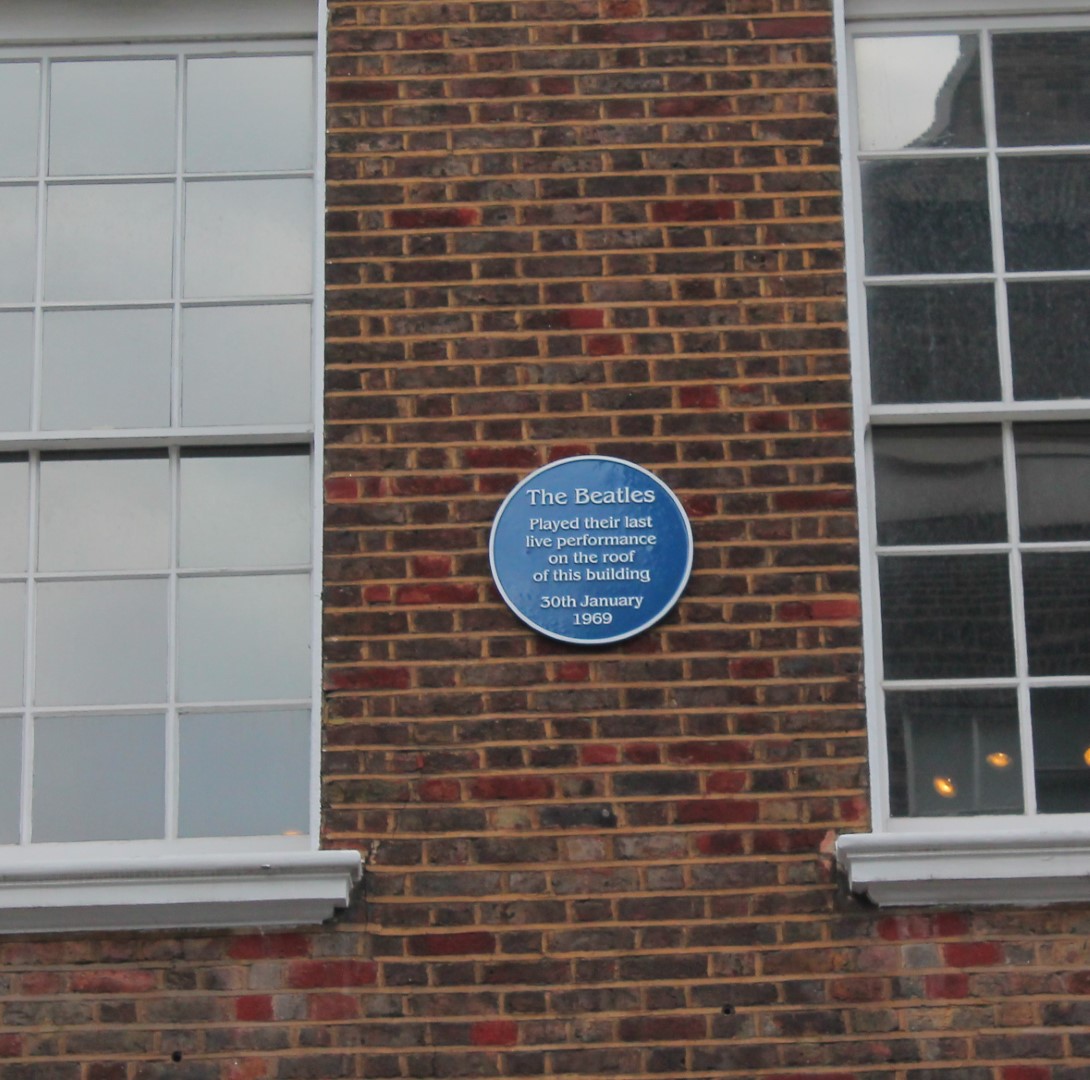 The Beatles
Played their last
live performance
on the roof
of this building
30th January
1969